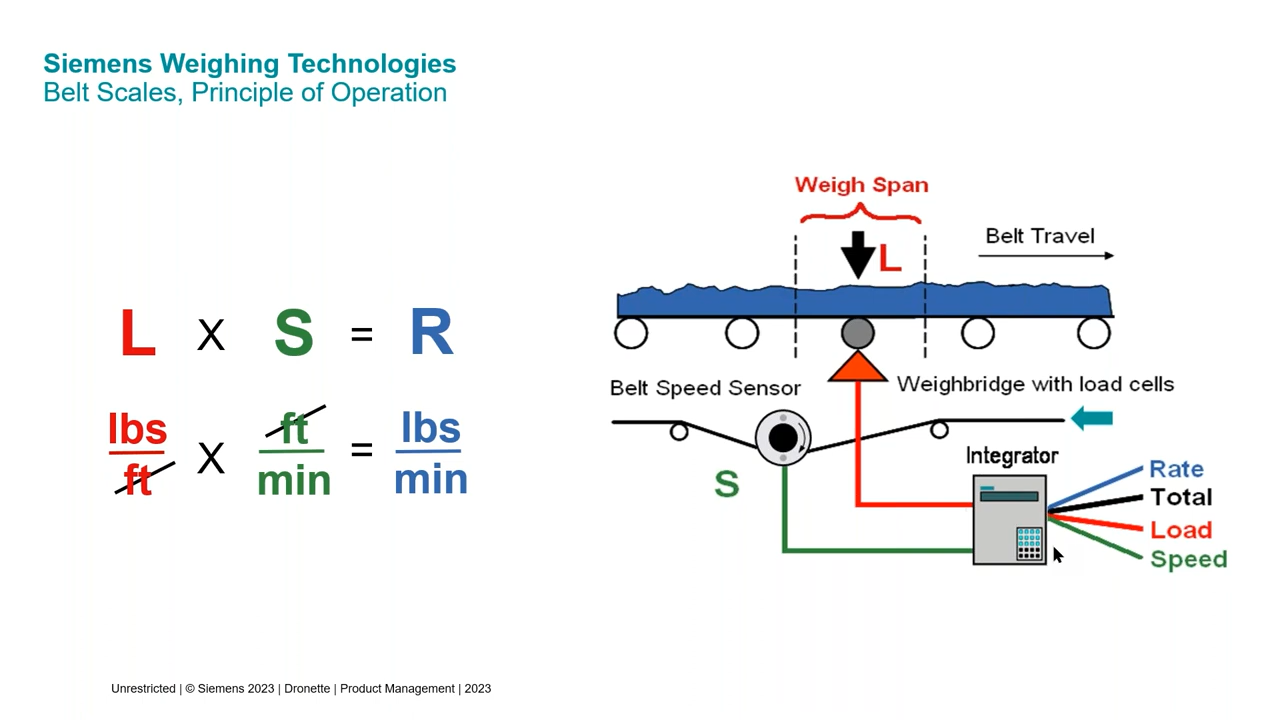 Siemens Weighing Technologies
Belt Scales, Principle of Operation
L X S = R
lbs
ft
X
ft
min
=
lbs
min
Weigh Span
L
Belt Travel
Belt Speed Sensor
Weighbridge with load cells
S
Integrator
Rate
Total
Load
Speed
Unrestricted | © Siemens 2023 | Dronette | Product Management | 2023